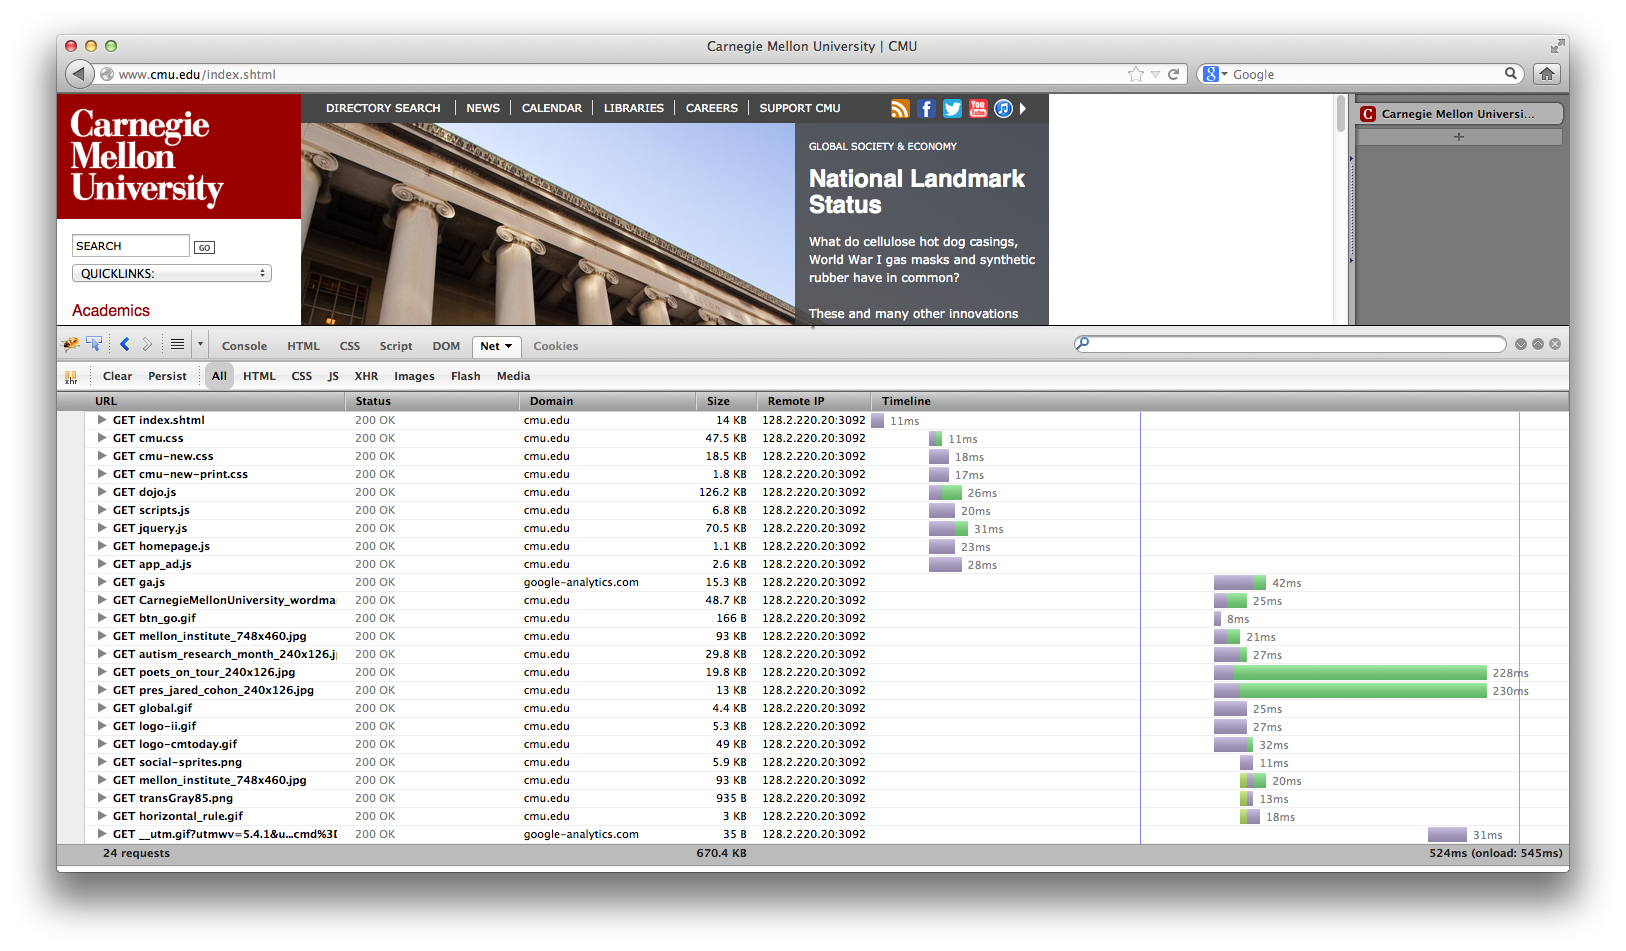 Carnegie Mellon University | CMU
www.cmu.edu/index.shtml
Google
Carnegie Mellon University
DIRECTORY SEARCH NEWS CALENDAR LIBRARIES CAREERS SUPPORT CMU
You Tube
C Carnegie Mellon Universi...
SEARCH GO
QUICKLINKS:
Academics
GLOBAL SOCIETY & ECONOMY
National Landmark
Status
What do cellulose hot dog casings,
World War I gas masks and synthetic
rubber have in common?
These and many other innovations
Console HTML CSS Script DOM Net Cookies
xhr Clear Persist All HTML CSS JS XHR Images Flash Media
URL Status Domain Size Remote IP Timeline
GET index.shtml 200 OK cmu.edu 14 KB 128.2.220.20:3092 11ms
GET cmu.css 200 OK cmu.edu 47.5 KB 128.2.220.20:3092 11ms
GET cmu-new.css 200 OK cmu.edu 18.5 KB 128.2.220.20:3092 18ms
GET cmu-new-print.css 200 OK cmu.edu 1.8 KB 128.2.220.20:3092 17ms
GET dojo.js 200 OK cmu.edu 126.2 KB 128.2.220.20:3092 26ms
GET scripts.js 200 OK cmu.edu 6.8 KB 128.2.220.20:3092 20ms
GET jquery.js 200 OK cmu.edu 70.5 KB 128.2.220.20:3092 31ms
GET homepage.js 200 OK cmu.edu 1.1 KB 128.2.220.20:3092 23ms
GET app_ad.js 200 OK cmu.edu 2.6 KB 128.2.220.20:3092 28ms
GET ga.js 200 OK google-analytics.com 15.3 KB 128.2.220.20:3092 42ms
GET CarnegieMellonUniversity_wordma 200 OK cmu.edu 48.7 KB 128.2.220.20:3092 25ms
GET btn_go.gif 200 OK cmu.edu 166 B 128.2.220.20:3092 8ms
GET mellon_institute_748x460.jpg 200 OK cmu.edu 93 KB 128.2.220.20:3092 21ms
GET autism_research_month_240x126.j 200 OK cmu.edu 29.8 KB 128.2.220.20:3092 27ms
GET poets_on_tour_240x126.jpg 200 OK cmu.edu 19.8 KB 128.2.220.20:3092 228ms
GET pres_jared_cohon_240x126.jpg 200 OK cmu.edu 13 KB 128.2.220.20:3092 230ms
GET global.gif 200 OK cmu.edu 4.4 KB 128.2.220.20:3092 25ms
GET logo-ii.gif 200 OK cmu.edu 5.3 KB 128.2.220.20:3092 27ms
GET logo-cmtoday.gif 200 OK cmu.edu 49 KB 128.2.220.20:3092 32ms
GET social-sprites.png 200 OK cmu.edu 5.9 KB 128.2.220.20:3092 11ms
GET mellon_institute_748x460.jpg 200 OK cmu.edu 93 KB 128.2.220.20:3092 20ms
GET transGray85.png 200 OK cmu.edu 935 B 128.2.220.20:3092 13ms
GET horizontal_rule.gif 200 OK cmu.edu 3 KB 128.2.220.20:3092 18ms
GET __utm.gif?utmwv=5.4.1&u...cmd%3D 200 OK google-analytics.com 35 B 128.2.220.20:3092 31ms
24 requests 670.4 KB 524ms (onload: 545ms)